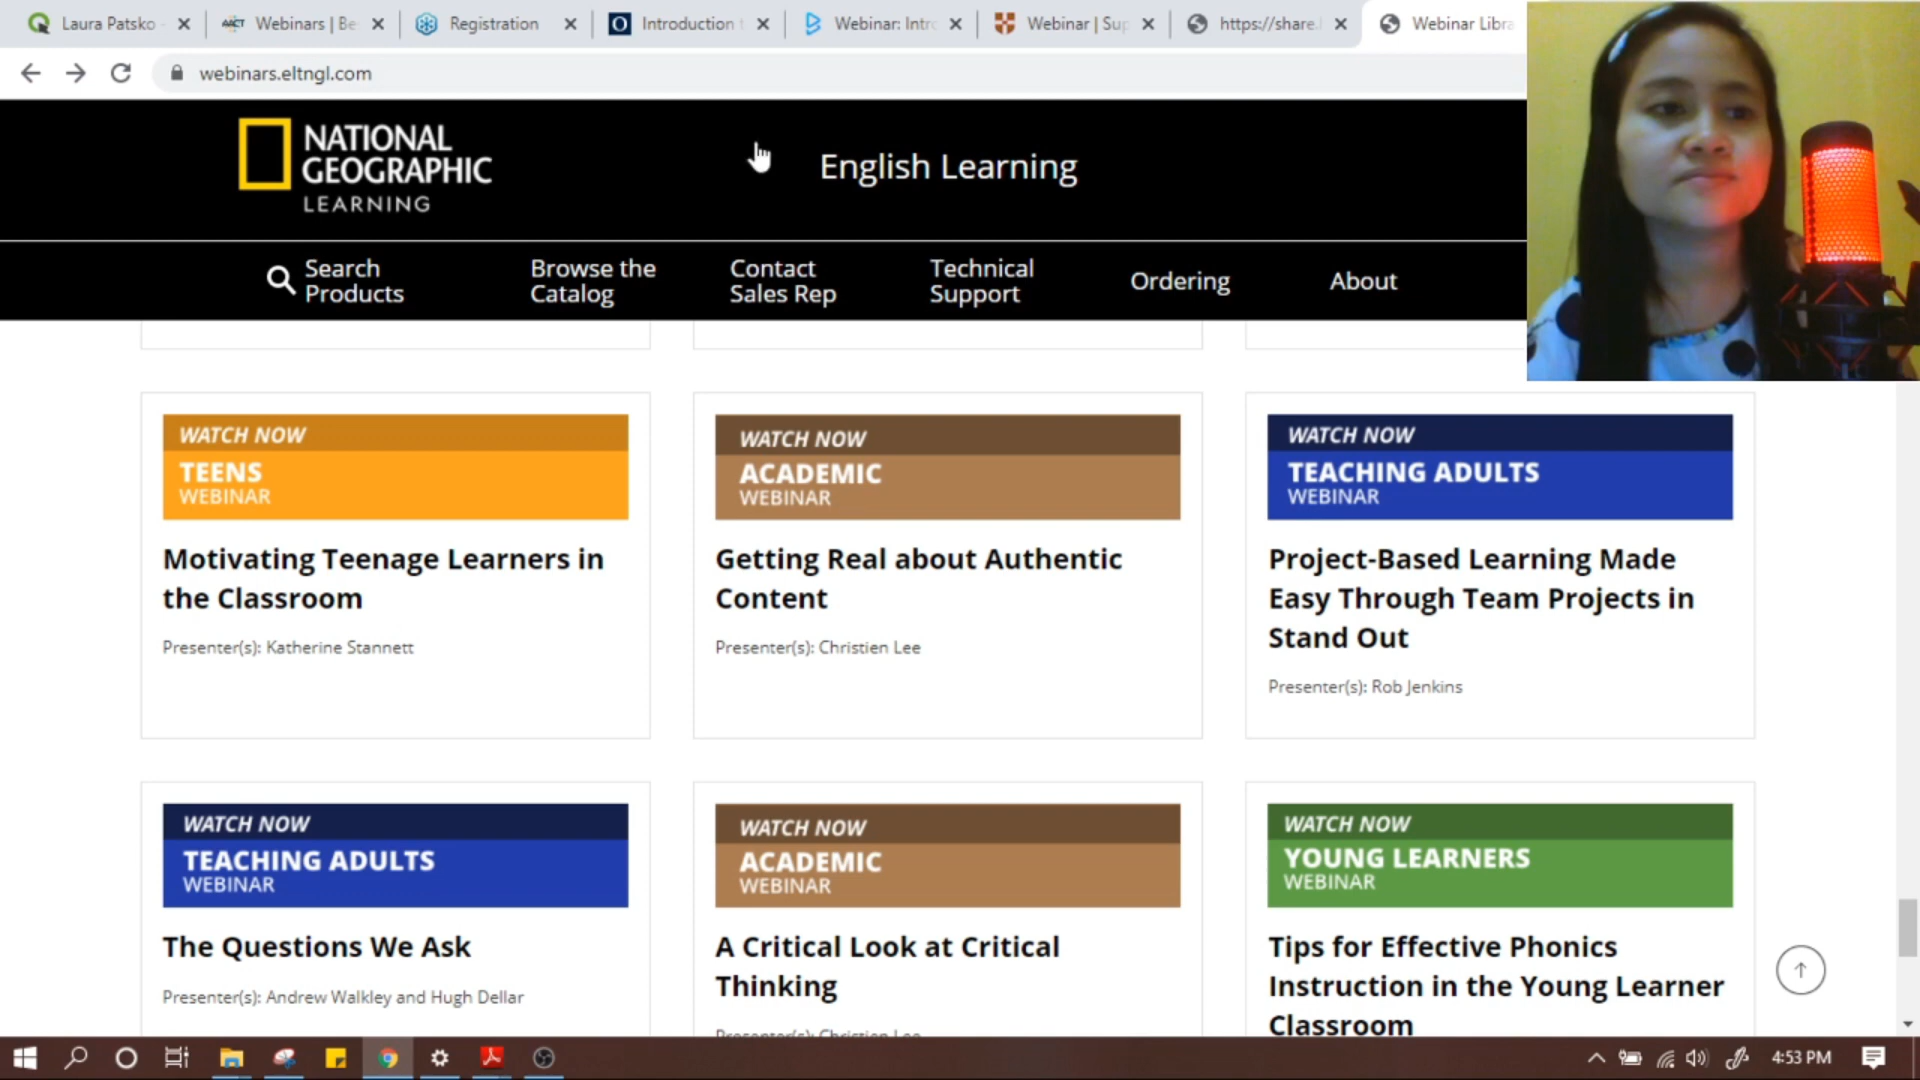 Laura Patsko
Webinars | Be
Registration
Introduction t
Webinar: Intro
Webinar | Sup
https://share.
Webinar Libra
webinars.eltngl.com
NATIONAL
GEOGRAPHIC
LEARNING
English Learning
Search
Products
Browse the
Catalog
Contact
Sales Rep
Technical
Support
Ordering
About
WATCH NOW
TEENS
WEBINAR
Motivating Teenage Learners in
the Classroom
Presenter(s): Katherine Stannett
WATCH NOW
ACADEMIC
WEBINAR
Getting Real about Authentic
Content
Presenter(s): Christien Lee
WATCH NOW
TEACHING ADULTS
WEBINAR
Project-Based Learning Made
Easy Through Team Projects in
Stand Out
Presenter(s): Rob Jenkins
WATCH NOW
TEACHING ADULTS
WEBINAR
The Questions We Ask
Presenter(s): Andrew Walkley and Hugh Dellar
WATCH NOW
ACADEMIC
WEBINAR
A Critical Look at Critical
Thinking
Presenter(s): Christien Lee
WATCH NOW
YOUNG LEARNERS
WEBINAR
Tips for Effective Phonics
Instruction in the Young Learner
Classroom
4:53 PM